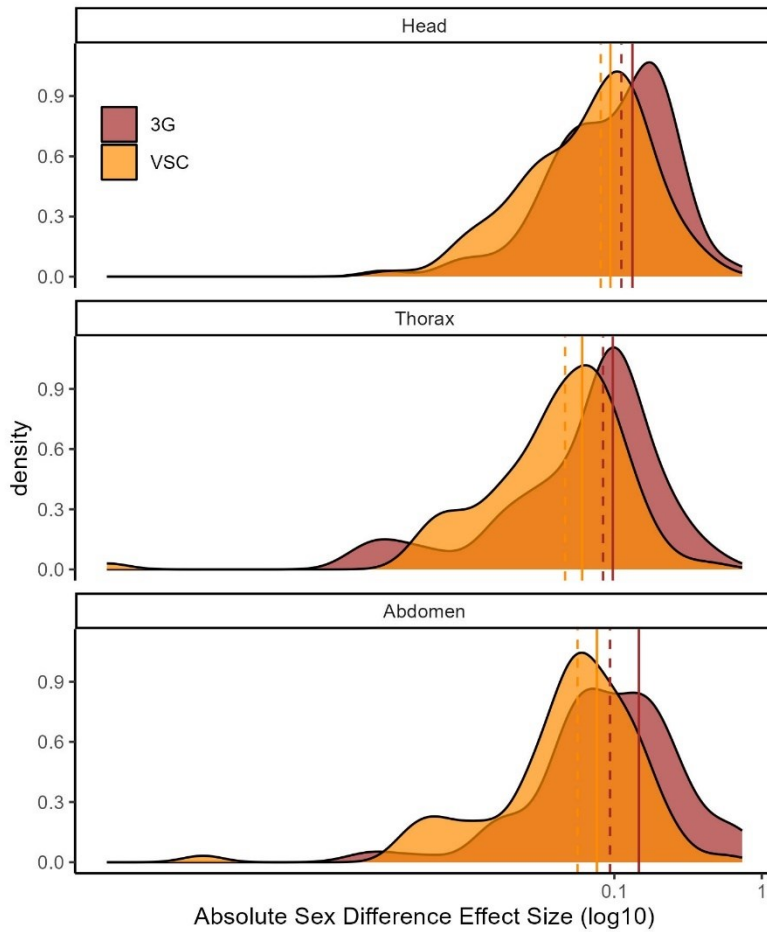 Head
0.9
0.6
0.3
0.0
3G
VSC
Thorax
0.9
0.6
0.3
0.0
density
Abdomen
0.9
0.6
0.3
0.0
0.1
1
Absolute Sex Difference Effect Size (log10)